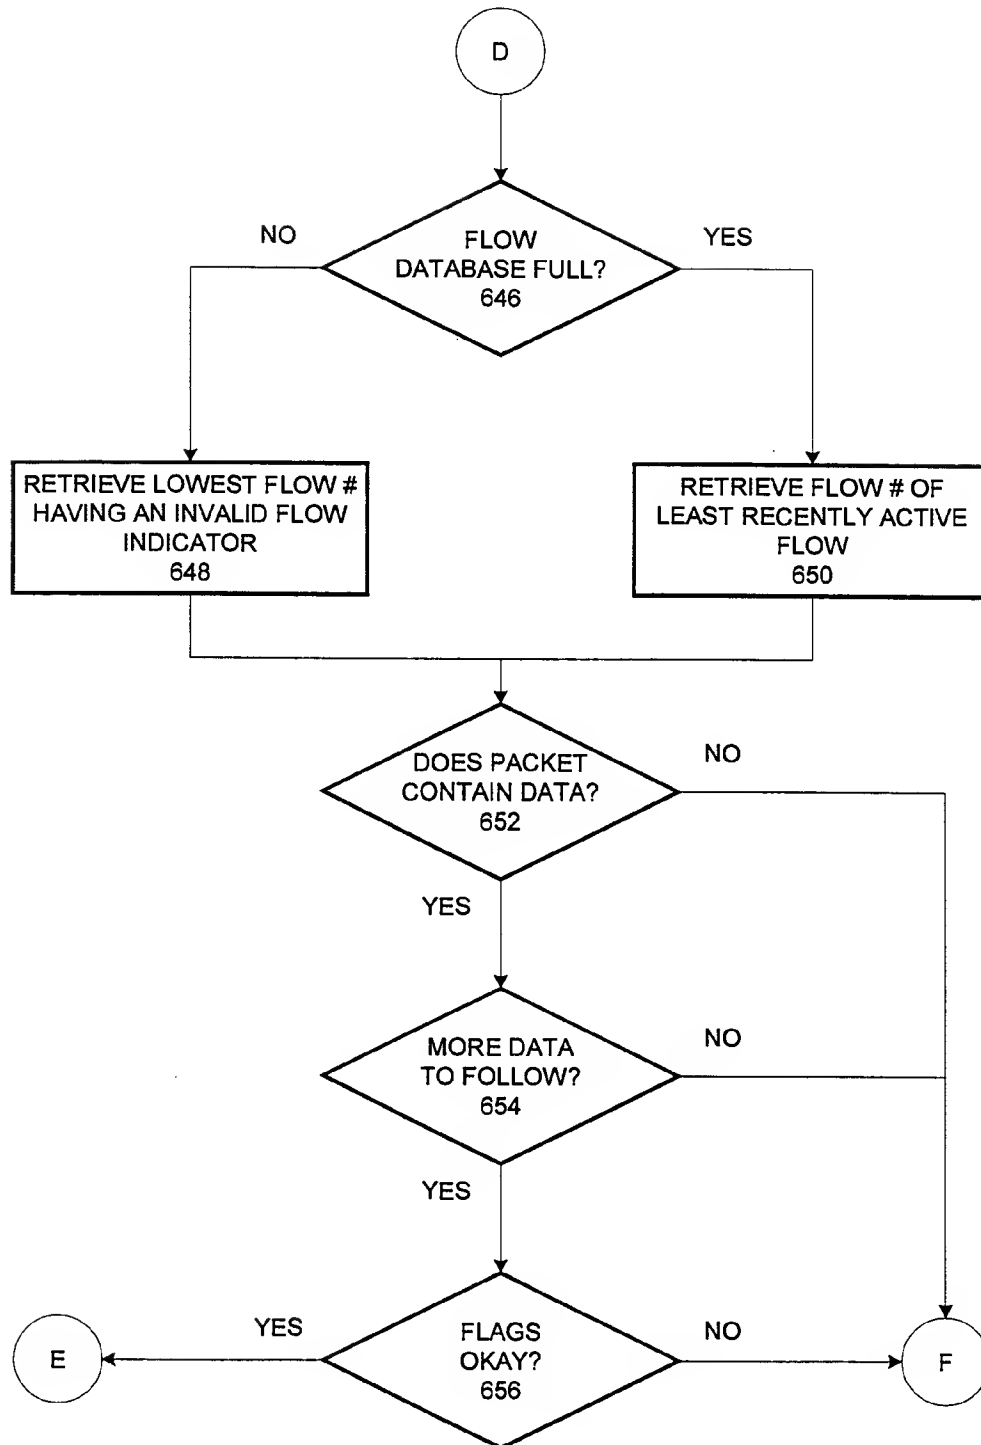 D
NO
YES
FLOW
DATABASE FULL?
646
RETRIEVE LOWEST FLOW #
HAVING AN INVALID FLOW
INDICATOR
648
RETRIEVE FLOW # OF
LEAST RECENTLY ACTIVE
FLOW
650
DOES PACKET
CONTAIN DATA?
652
NO
YES
MORE DATA
TO FOLLOW?
654
NO
YES
YES
FLAGS
OKAY?
656
NO
E
F